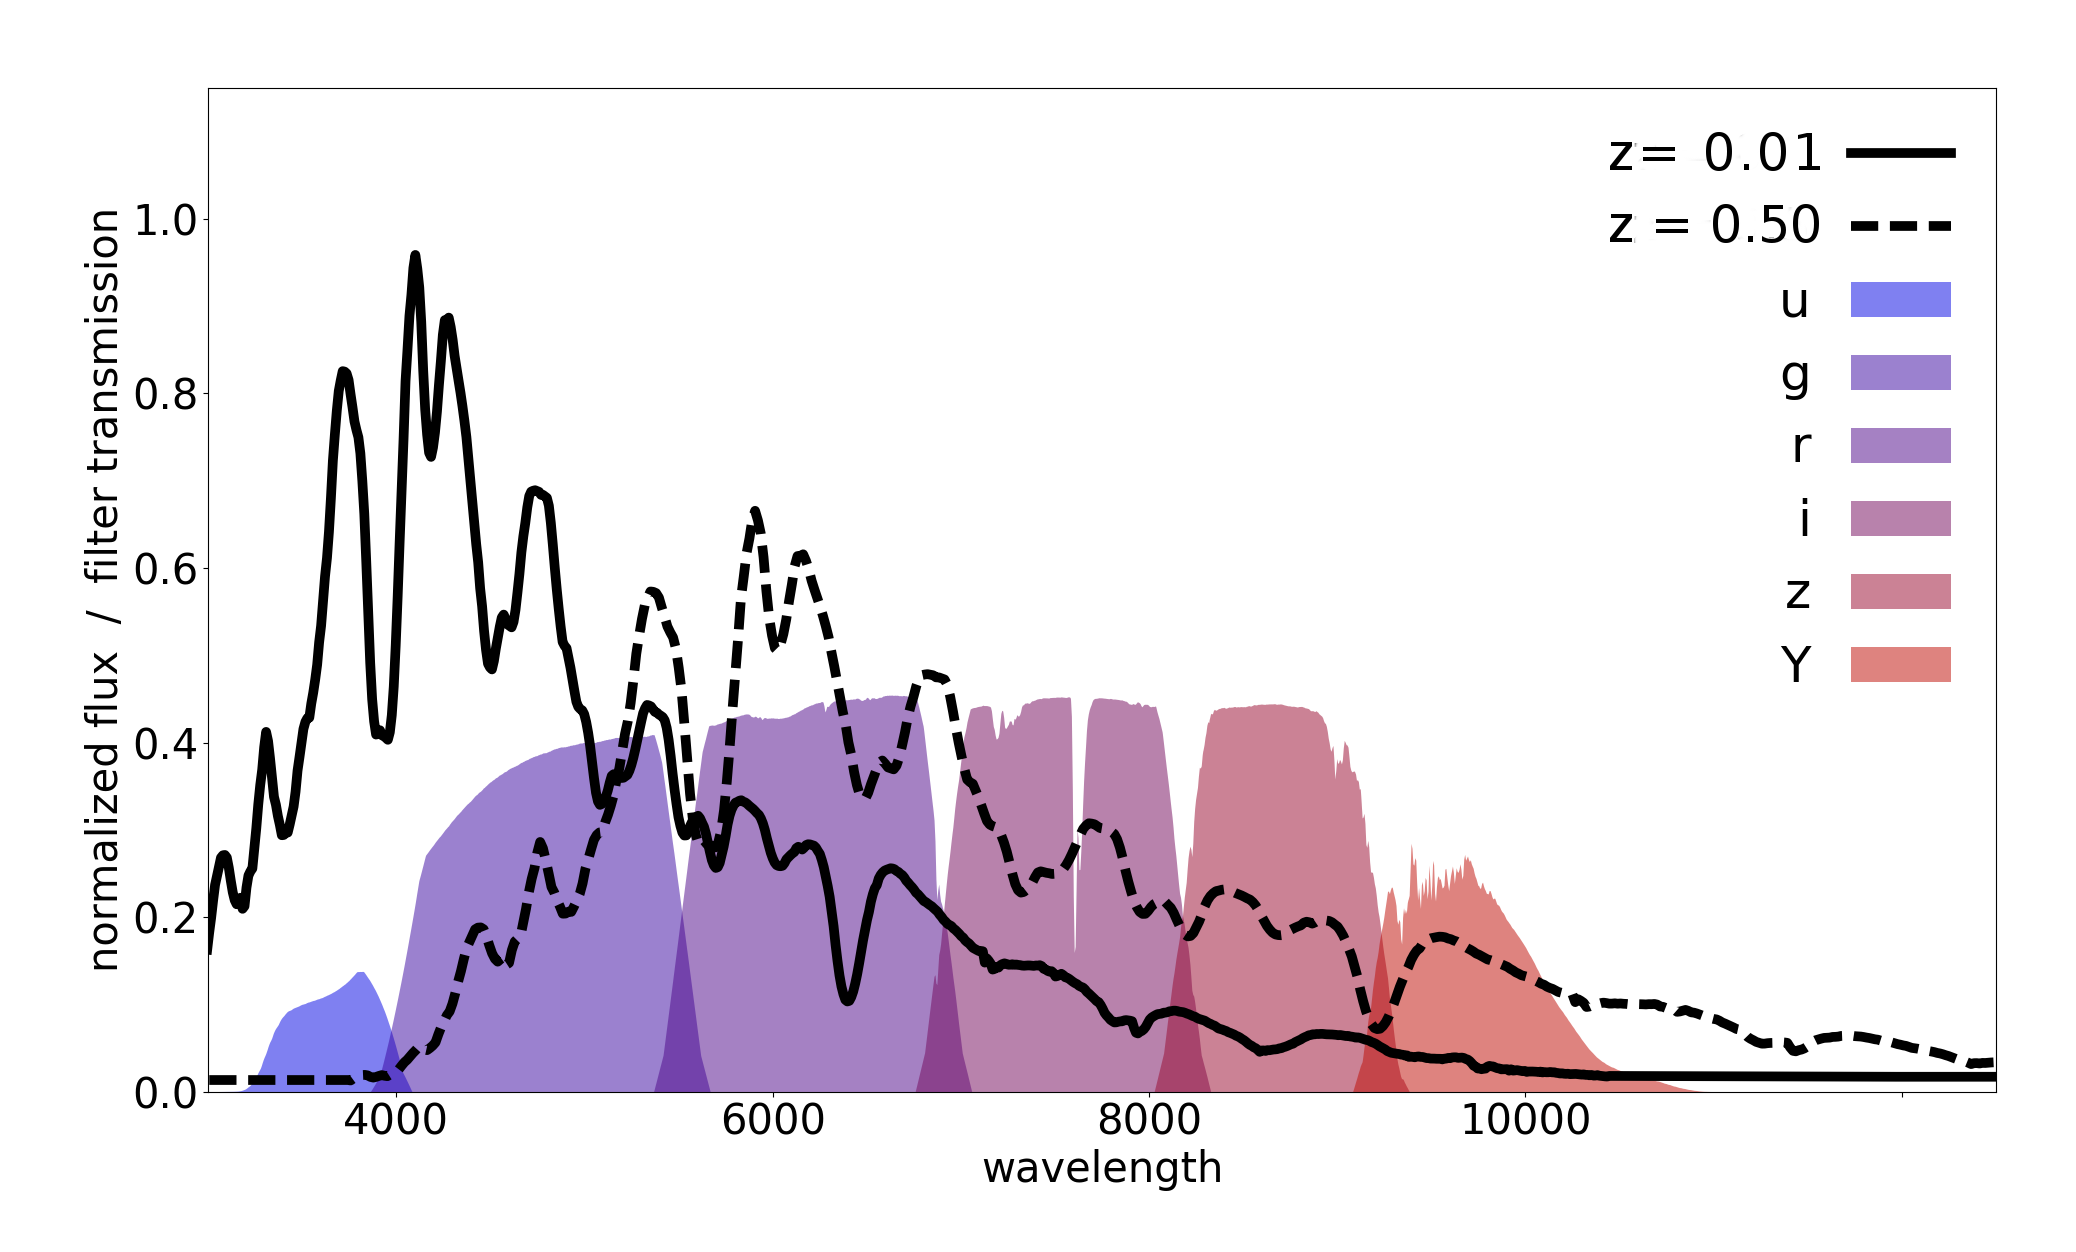 z= 0.01
z = 0.50
u
g
r
i
z
Y
1.0
0.8
0.6
0.4
0.2
0.0
normalized flux / filter transmission
4000 6000 8000 10000
wavelength